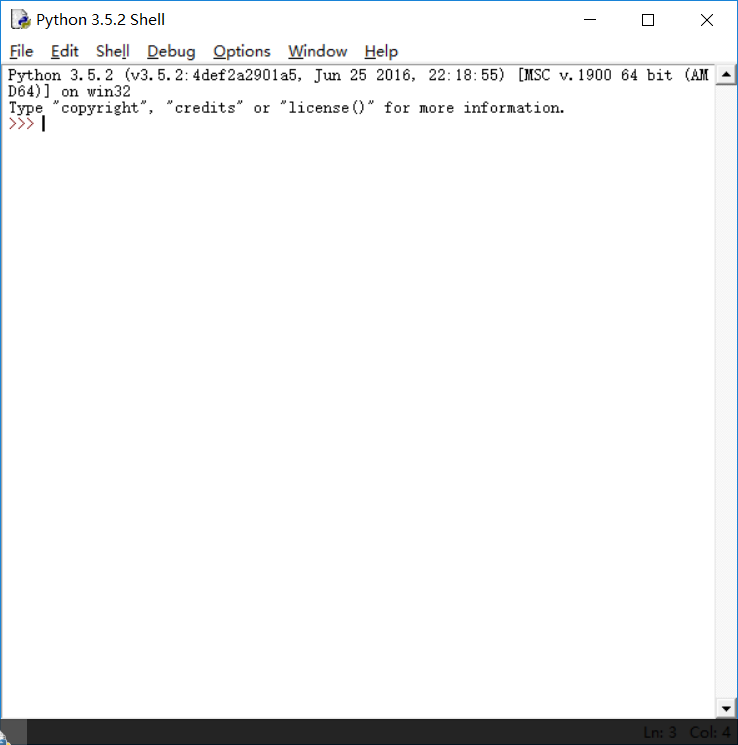 Python 3.5.2 Shell
File Edit Shell Debug Options Window Help
Python 3.5.2 (v3.5.2:4def2a2901a5, Jun 25 2016, 22:18:55) [MSC v.1900 64 bit (AM
D64)] on win32
Type "copyright", "credits" or "license()" for more information.
>>>
Ln: 3 Col: 4